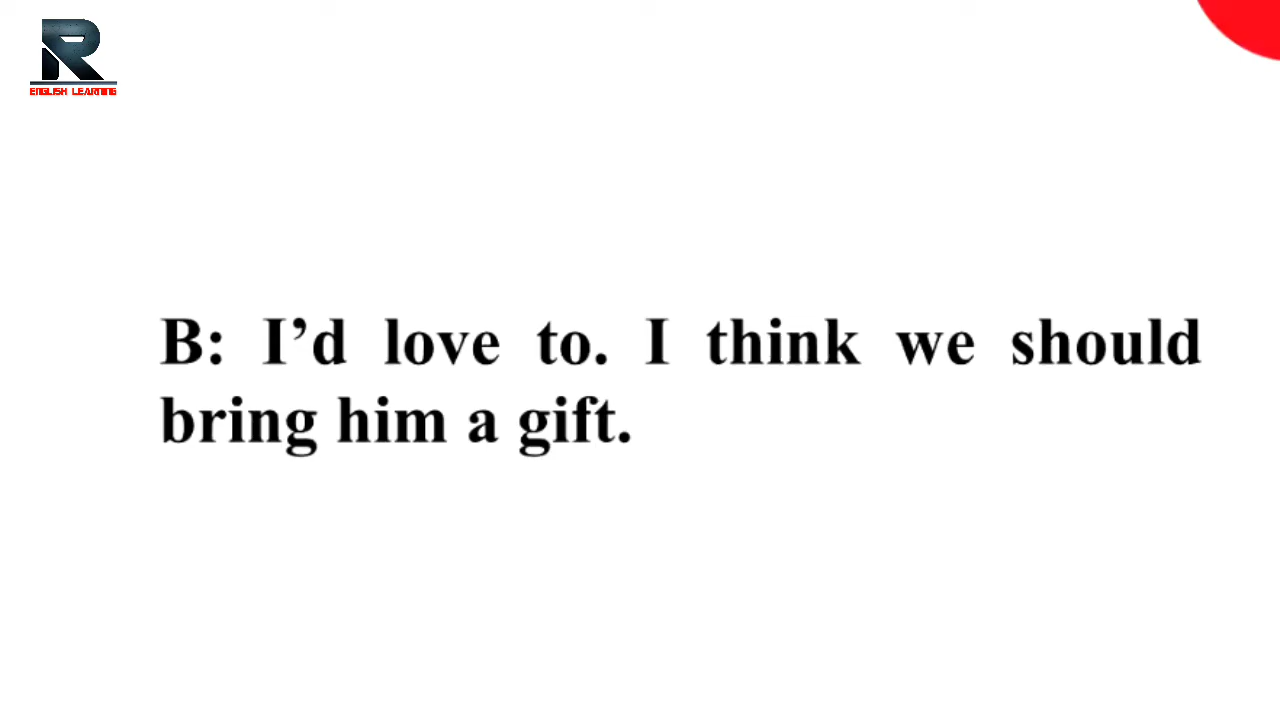 R
ENGLISH LEARNING
B: I’d love to. I think we should
bring him a gift.